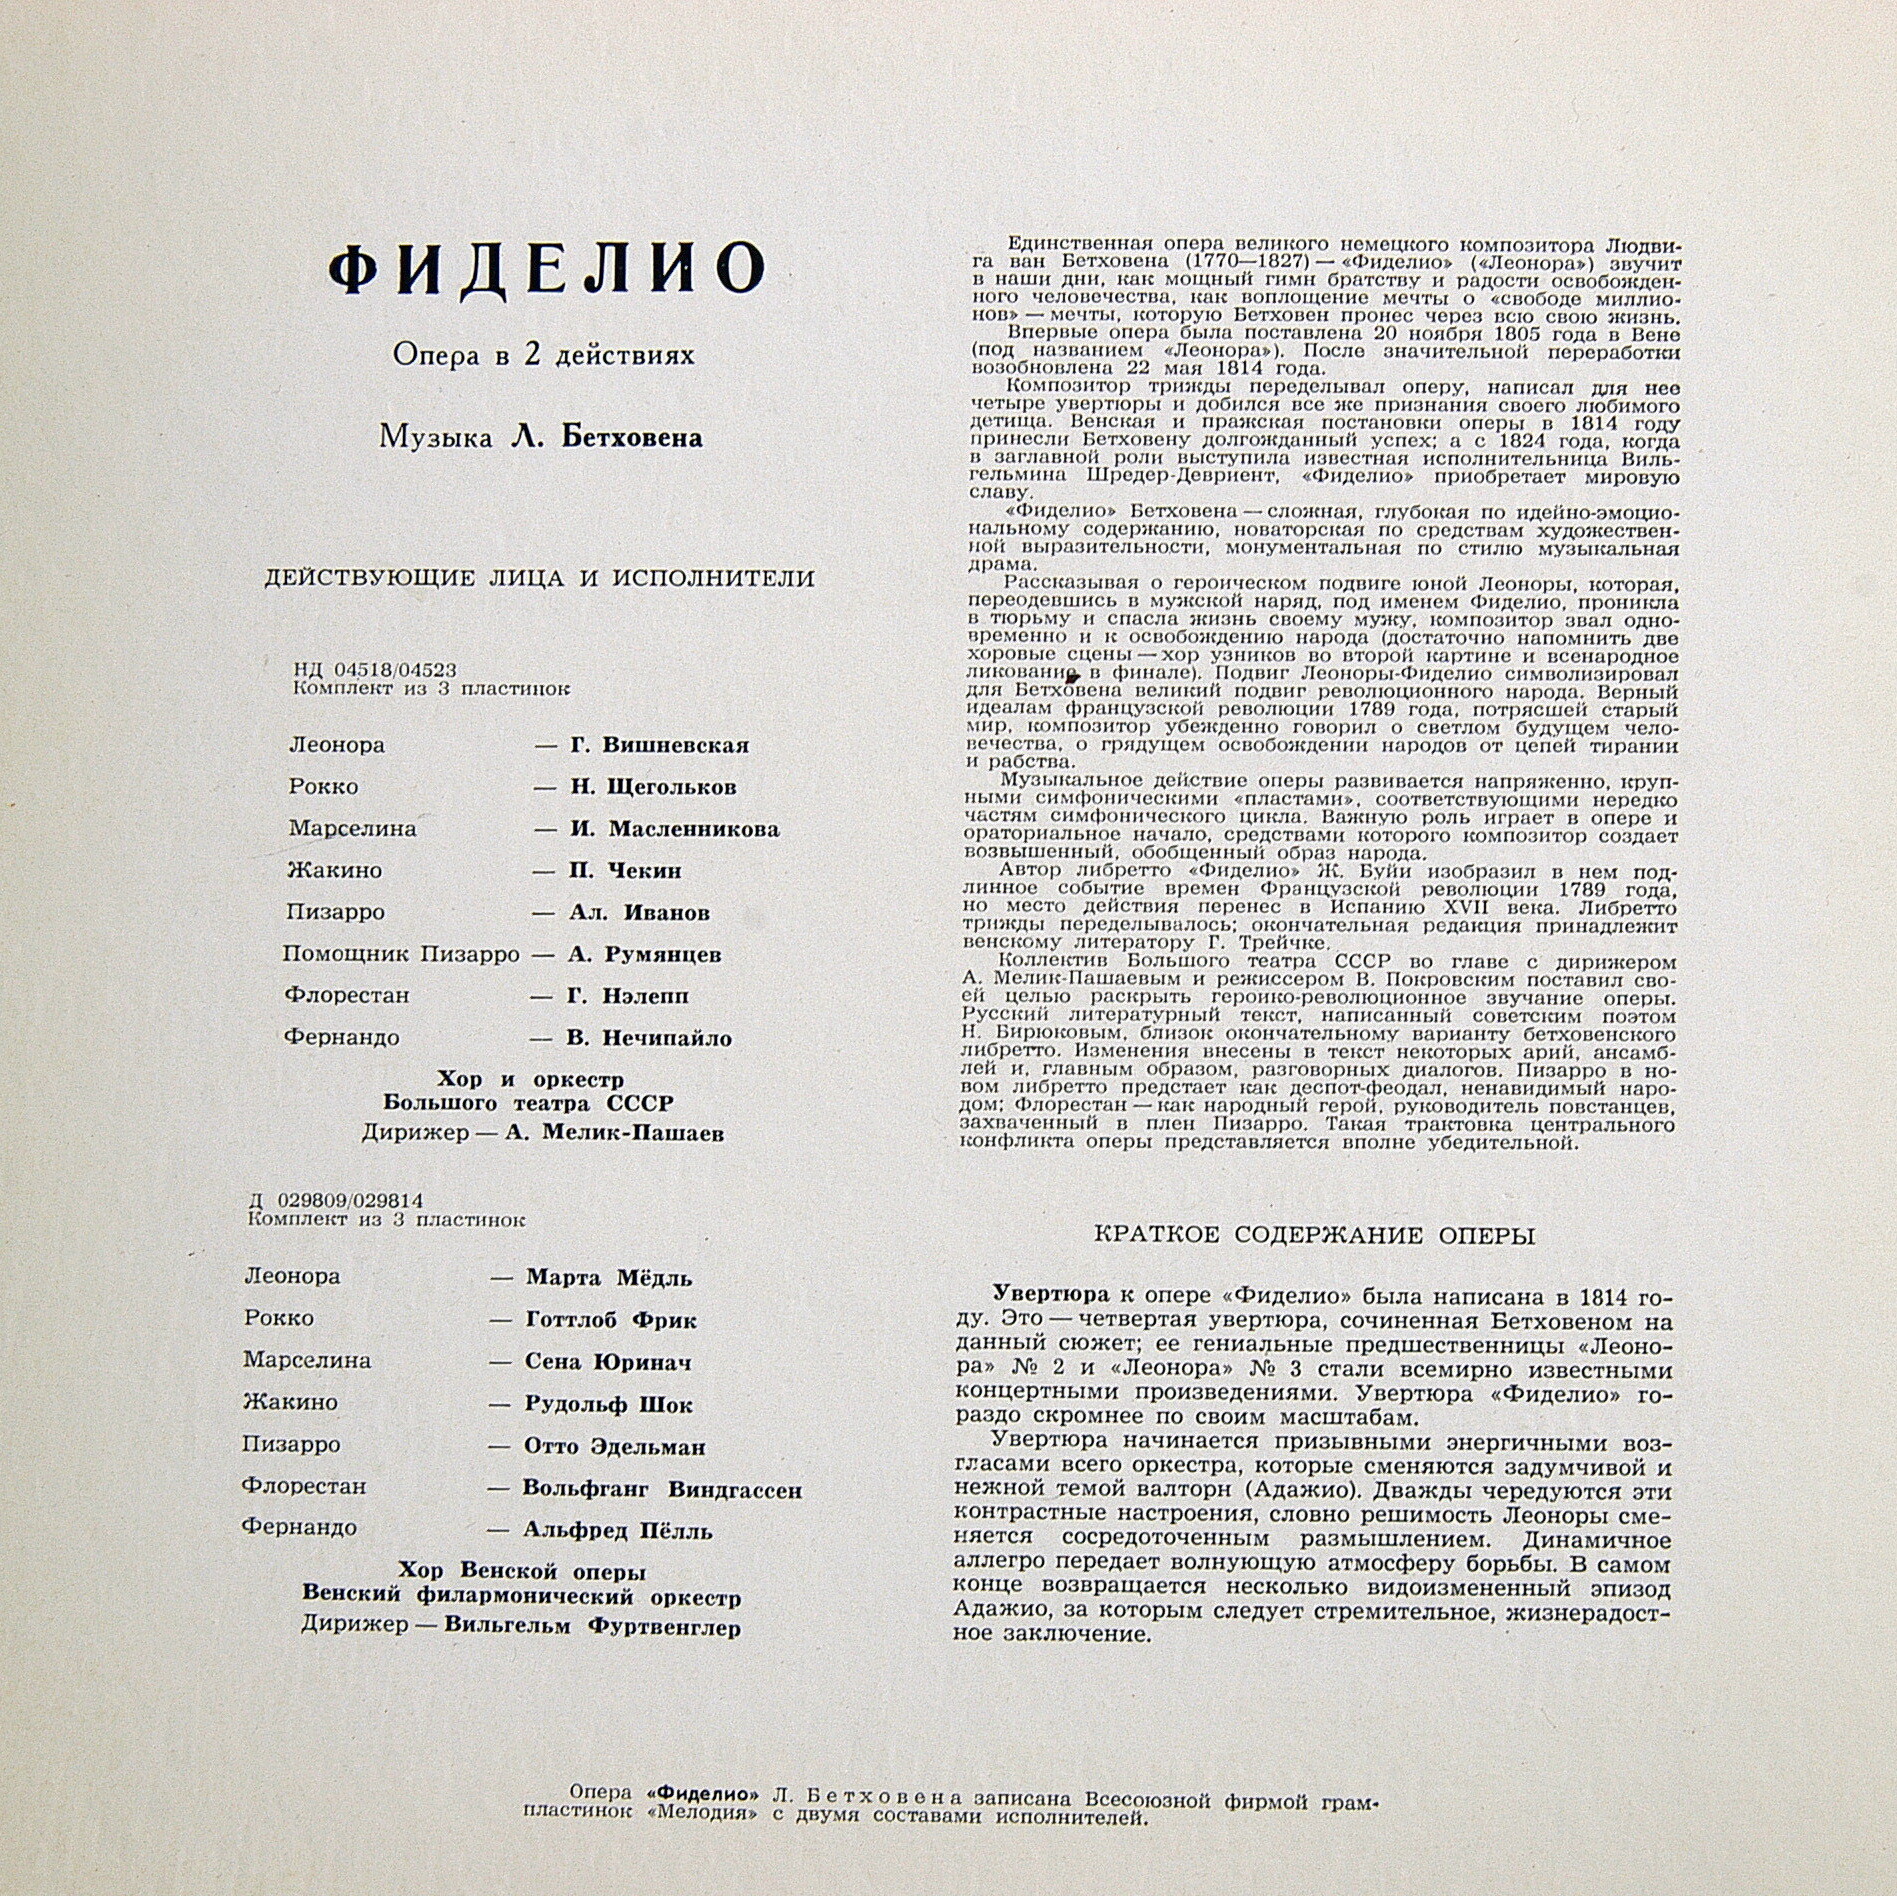 ФИДЕЛИО
Опера в 2 действиях
Музыка Л. Бетховена
ДЕЙСТВУЮЩИЕ ЛИЦА И ИСПОЛНИТЕЛИ
НД 04518/04523
Комплект из 3 пластинок
Леонора — Г. Вишневская
Рокко — Н. Щегольков
Марселина — И. Масленникова
Жакино — П. Чекин
Пизарро — Ал. Иванов
Помощник Пизарро — А. Румянцев
Флорестан — Г. Нэлепп
Фернандо — В. Нечипайло
Хор и оркестр
Большого театра СССР
Дирижер — А. Мелик-Пашаев
Д 029809/029814
Комплект из 3 пластинок
Леонора — Марта Мёдль
Рокко — Готтлоб Фрик
Марселина — Сена Юринач
Жакино — Рудольф Шок
Пизарро — Отто Эдельман
Флорестан — Вольфганг Виндгассен
Фернандо — Альфред Пёлль
Хор Венской оперы
Венский филармонический оркестр
Дирижер — Вильгельм Фуртвенглер
Единственная опера великого немецкого композитора Людви-
га ван Бетховена (1770—1827) — «Фиделио» («Леонора») звучит
в наши дни, как мощный гимн братству и радости освобожден-
ного человечества, как воплощение мечты о «свободе миллио-
нов» — мечты, которую Бетховен пронес через всю свою жизнь.
Впервые опера была поставлена 20 ноября 1805 года в Вене
(под названием «Леонора»). После значительной переработки
возобновлена 22 мая 1814 года.
Композитор трижды переделывал оперу, написал для нее
четыре увертюры и добился все же признания своего любимого
детища. Венская и пражская постановки оперы в 1814 году
принесли Бетховену долгожданный успех; а с 1824 года, когда
в заглавной роли выступила известная исполнительница Виль-
гельмина Шредер-Девриент, «Фиделио» приобретает мировую
славу.
«Фиделио» Бетховена — сложная, глубокая по идейно-эмоцио-
нальному содержанию, новаторская по средствам художествен-
ной выразительности, монументальная по стилю музыкальная
драма.
Рассказывая о героическом подвиге юной Леоноры, которая,
переодевшись в мужской наряд, под именем Фиделио, проникла
в тюрьму и спасла жизнь своему мужу, композитор звал одно-
временно и к освобождению народа (достаточно напомнить две
хоровые сцены — хор узников во второй картине и всенародное
ликование в финале). Подвиг Леоноры-Фиделио символизировал
для Бетховена великий подвиг революционного народа. Верный
идеалам французской революции 1789 года, потрясшей старый
мир, композитор убежденно говорил о светлом будущем чело-
вечества, о грядущем освобождении народов от цепей тирании
и рабства.
Музыкальное действие оперы развивается напряженно, круп-
ными симфоническими «пластами», соответствующими нередко
частям симфонического цикла. Важную роль играет в опере и
ораториальное начало, средствами которого композитор создает
возвышенный, обобщенный образ народа.
Автор либретто «Фиделио» Ж. Буйи изобразил в нем под-
линное событие времен Французской революции 1789 года,
но место действия перенес в Испанию XVII века. Либретто
трижды переделывалось; окончательная редакция принадлежит
венскому литератору Г. Трейчке.
Коллектив Большого театра СССР во главе с дирижером
А. Мелик-Пашаевым и режиссером В. Покровским поставил сво-
ей целью раскрыть героико-революционное звучание оперы.
Русский литературный текст, написанный советским поэтом
Н. Бирюковым, близок окончательному варианту бетховенского
либретто. Изменения внесены в текст некоторых арий, ансамб-
лей и, главным образом, разговорных диалогов. Пизарро в но-
вом либретто предстает как деспот-феодал, ненавидимый наро-
дом; Флорестан — как народный герой, руководитель повстанцев,
захваченный в плен Пизарро. Такая трактовка центрального
конфликта оперы представляется вполне убедительной.
КРАТКОЕ СОДЕРЖАНИЕ ОПЕРЫ
Увертюра к опере «Фиделио» была написана в 1814 го-
ду. Это — четвертая увертюра, сочиненная Бетховеном на
данный сюжет; ее гениальные предшественницы «Леоно-
ра» № 2 и «Леонора» № 3 стали всемирно известными
концертными произведениями. Увертюра «Фиделио» го-
раздо скромнее по своим масштабам.
Увертюра начинается призывными энергичными воз-
гласами всего оркестра, которые сменяются задумчивой и
нежной темой валторн (Адажио). Дважды чередуются эти
контрастные настроения, словно решимость Леоноры сме-
няется сосредоточенным размышлением. Динамичное
аллегро передает волнующую атмосферу борьбы. В самом
конце возвращается несколько видоизмененный эпизод
Адажио, за которым следует стремительное, жизнерадост-
ное заключение.
Опера «Фиделио» Л. Бетховена записана Всесоюзной фирмой грам-
пластинок «Мелодия» с двумя составами исполнителей.